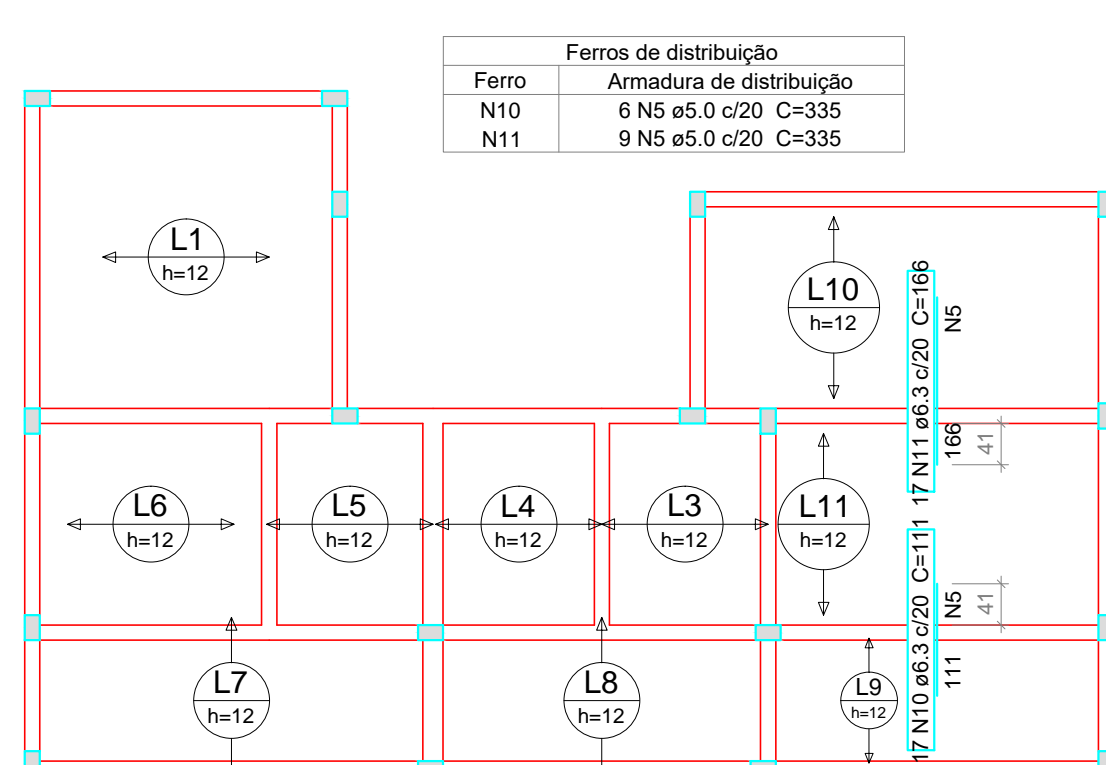 Ferros de distribuição
Ferro Armadura de distribuição
N10 6 N5 ø5.0 c/20 C=335
N11 9 N5 ø5.0 c/20 C=335
L1
h=12
L10
h=12
17 N11 ø6.3 c/20 C=166
N5
166
41
L6
h=12
L5
h=12
L4
h=12
L3
h=12
L11
h=12
17 N10 ø6.3 c/20 C=111
N5
111
41
L7
h=12
L8
h=12
L9
h=12